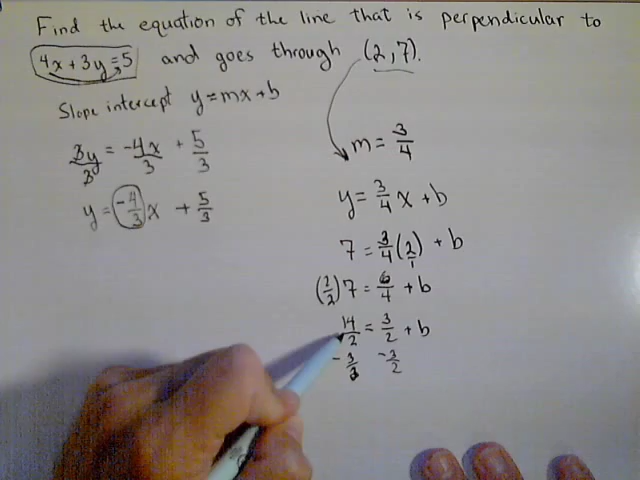 Find the equation of the line that is perpendicular to
4x+3y=5 and goes through (2,7).
Slope intercept y=mx+b
3y/3 = -4x/3 + 5/3
y = -4/3 x + 5/3
m = 3/4
y = 3/4 x + b
7 = 3/4 (2/1) + b
(2/2) 7 = 6/4 + b
14/2 = 3/2 + b
-3/2 -3/2